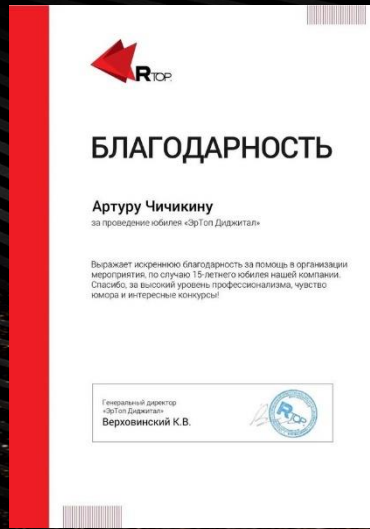 RTOP.
БЛАГОДАРНОСТЬ
Артуру Чичикину
за проведение юбилея «ЭрТоп Диджитал»
Выражает искреннюю благодарность за помощь в организации
мероприятия, по случаю 15-летнего юбилея нашей компании.
Спасибо, за высокий уровень профессионализма, чувство
юмора и интересные конкурсы!
Генеральный директор
«ЭрТоп Диджитал»
Верховинский К.В.
RTOP